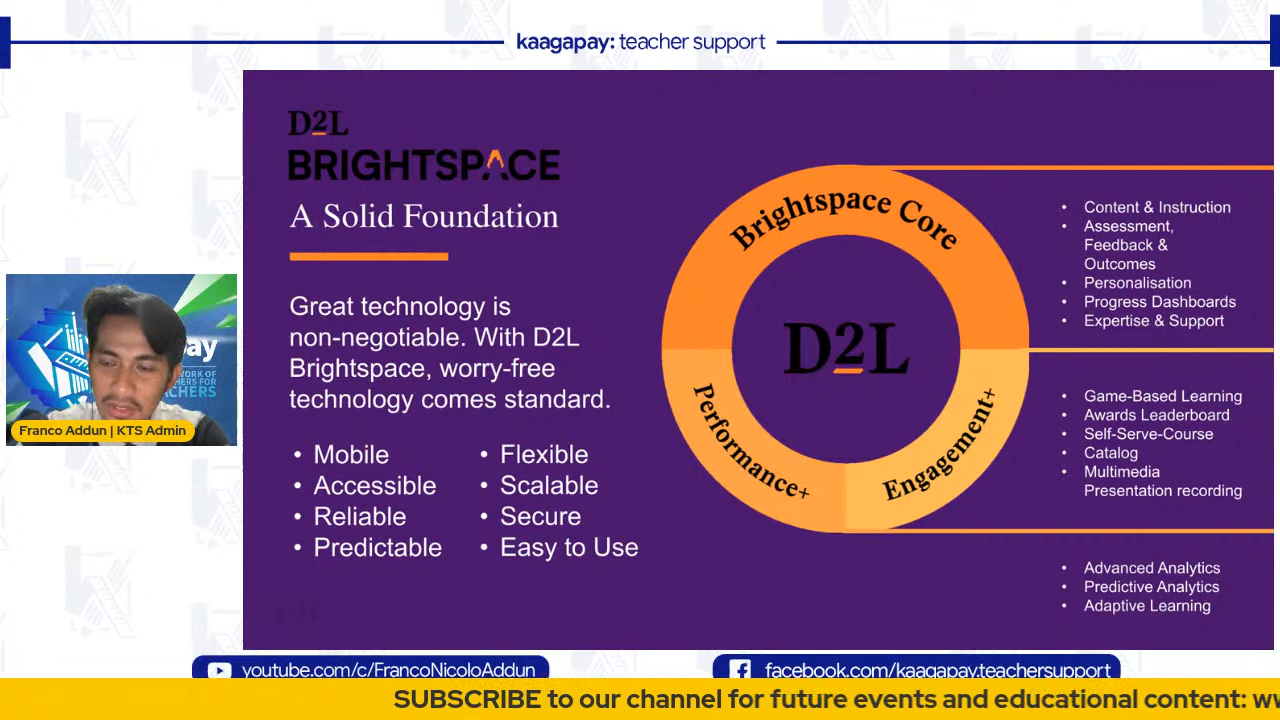 kaagapay: teacher support
D2L
BRIGHTSPACE
A Solid Foundation
Great technology is
non-negotiable. With D2L
Brightspace, worry-free
technology comes standard.
• Mobile
• Accessible
• Reliable
• Predictable
• Flexible
• Scalable
• Secure
• Easy to Use
Brightspace Core
D2L
Performance+
Engagement+
• Content & Instruction
• Assessment,
Feedback &
Outcomes
• Personalisation
• Progress Dashboards
• Expertise & Support
• Game-Based Learning
• Awards Leaderboard
• Self-Serve-Course
• Catalog
• Multimedia
Presentation recording
• Advanced Analytics
• Predictive Analytics
• Adaptive Learning
Franco Addun | KTS Admin
youtube.com/c/FrancoNicoloAddun
facebook.com/kaagapay.teachersupport
SUBSCRIBE to our channel for future events and educational content: